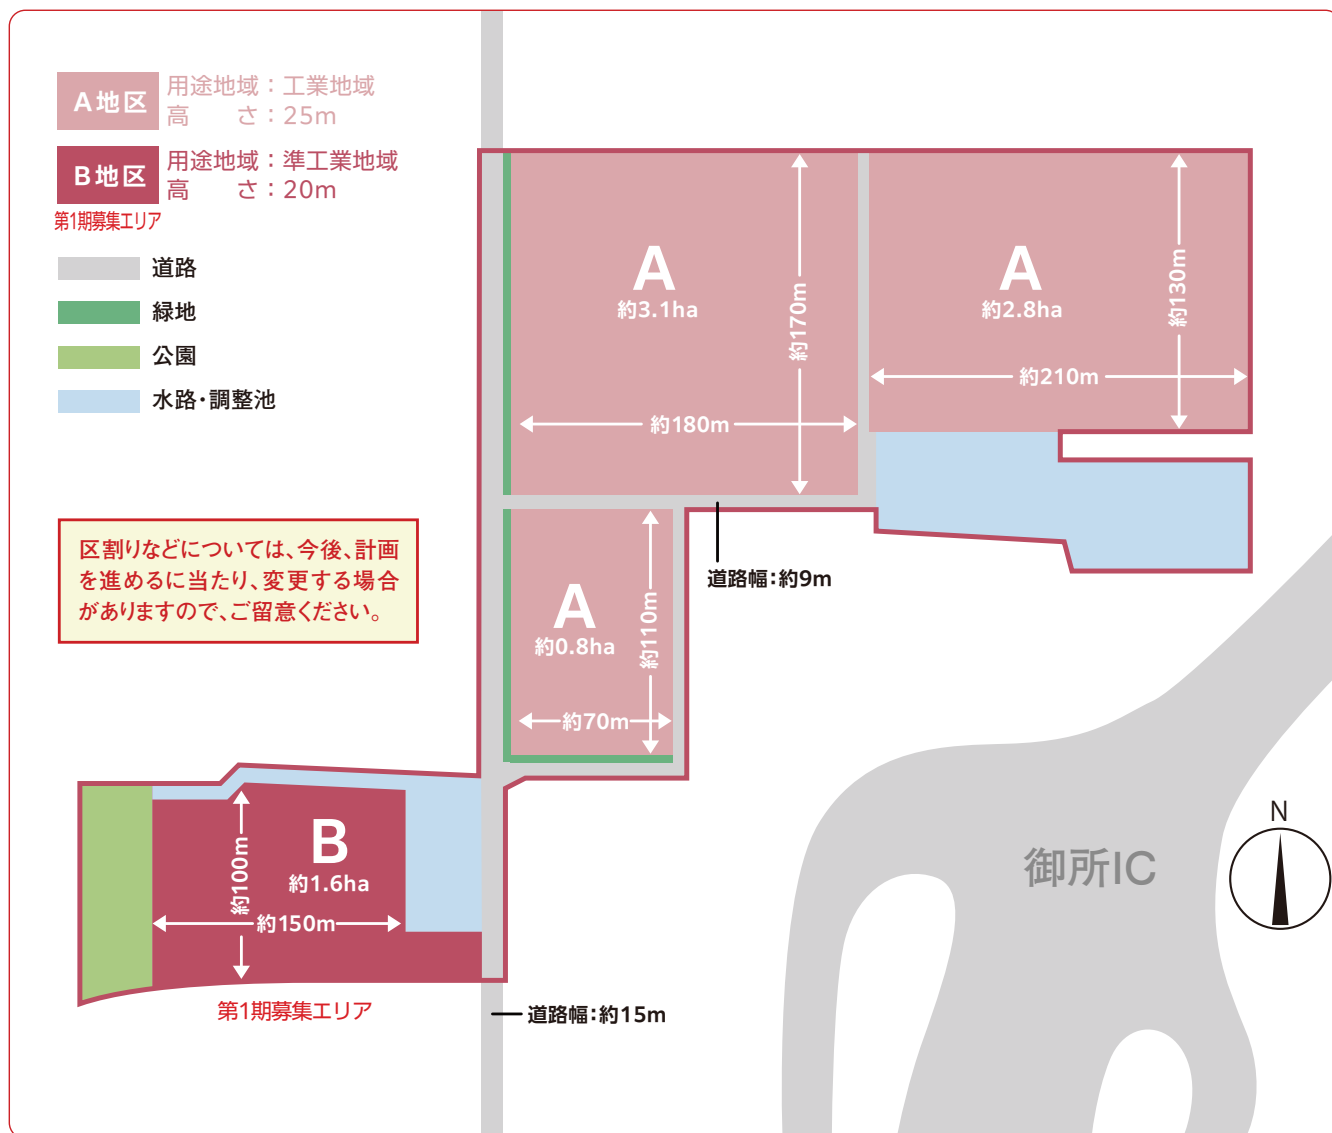 A地区
用途地域：工業地域
高　　さ：25m
B地区
用途地域：準工業地域
高　　さ：20m
第1期募集エリア
道路
緑地
公園
水路・調整池
区割りなどについては、今後、計画
を進めるに当たり、変更する場合
がありますので、ご留意ください。
A
約3.1ha
約170m
約180m
A
約2.8ha
約130m
約210m
道路幅：約9m
A
約0.8ha
約110m
約70m
B
約1.6ha
約100m
約150m
第1期募集エリア
道路幅：約15m
御所IC
N